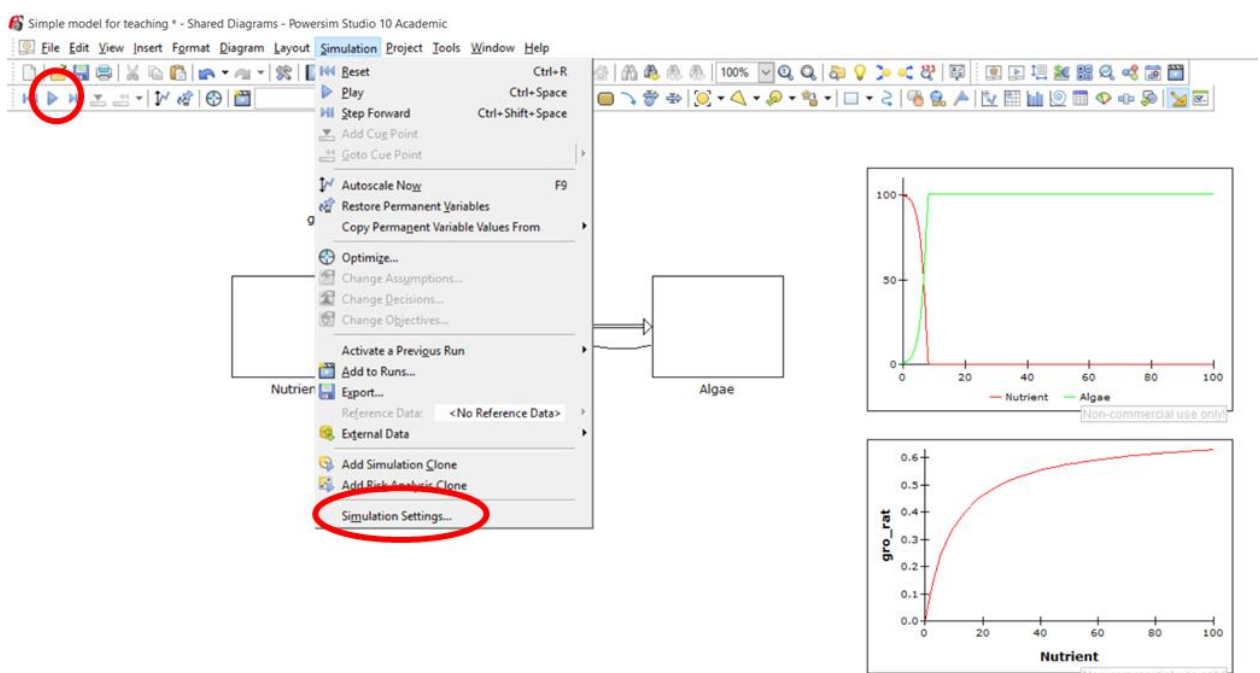 Simple model for teaching * - Shared Diagrams - Powersim Studio 10 Academic
File Edit View Insert Format Diagram Layout Simulation Project Tools Window Help
100%
Reset Ctrl+R
Play Ctrl+Space
Step Forward Ctrl+Shift+Space
Add Cue Point
Goto Cue Point
Autoscale Now F9
Restore Permanent Variables
Copy Permanent Variable Values From
Optimize...
Change Assumptions...
Change Decisions...
Change Objectives...
Activate a Previous Run
Add to Runs...
Export...
Reference Data: <No Reference Data>
External Data
Add Simulation Clone
Add Risk Analysis Clone
Simulation Settings...
g
Nutrien
Algae
100
50
0
0 20 40 60 80 100
Nutrient Algae
Non-commercial use only!
0.6
0.5
0.4
0.3
0.2
0.1
0.0
gro_rat
0 20 40 60 80 100
Nutrient
Non-commercial use only!